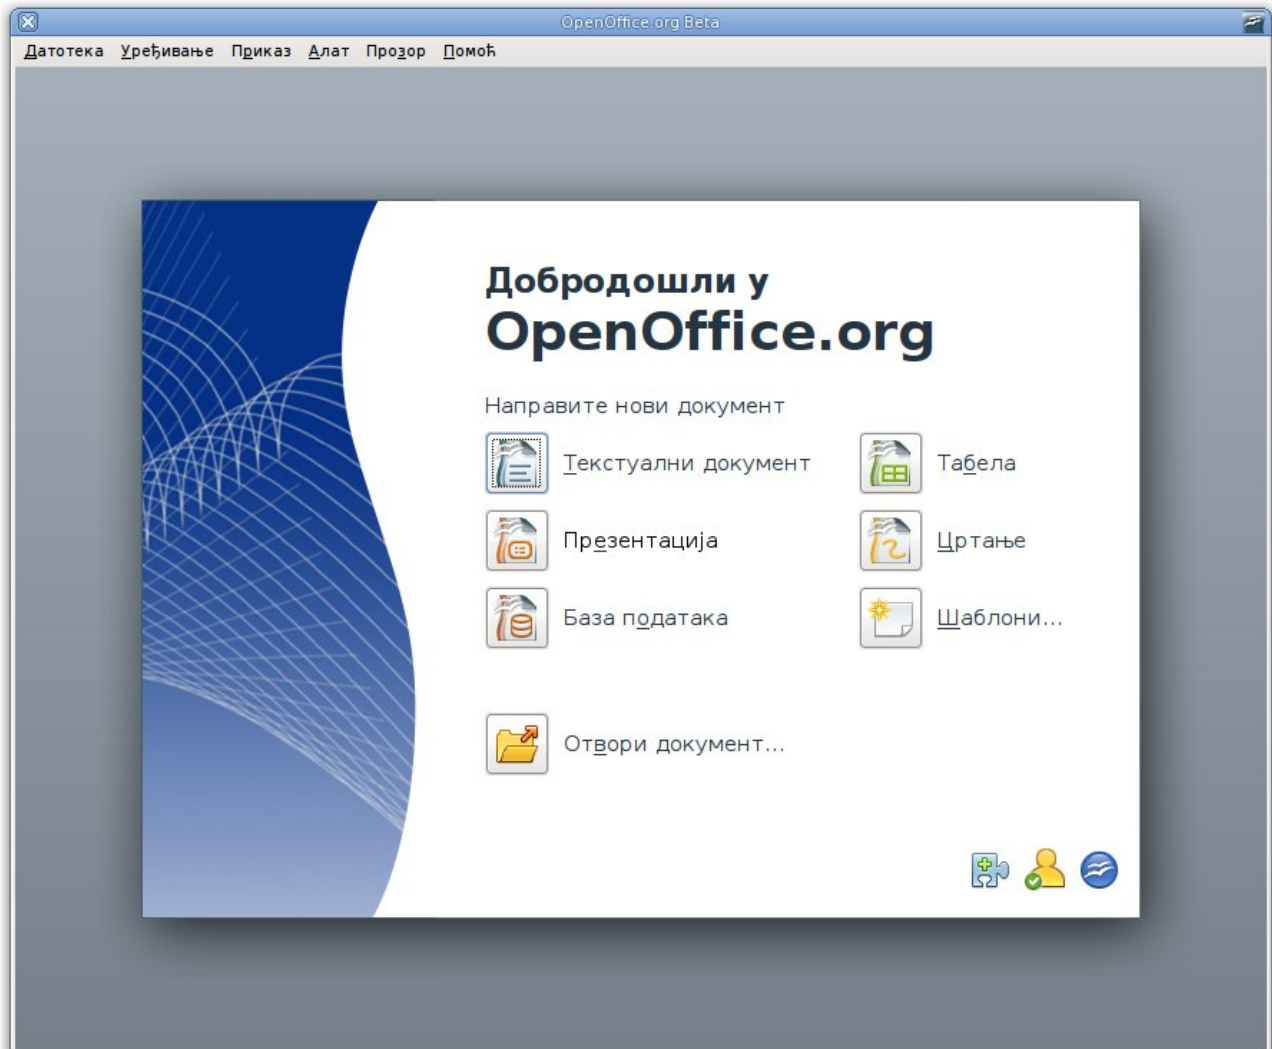 OpenOffice.org Beta
Датотека Уређивање Приказ Алат Прозор Помоћ
Добродошли у
OpenOffice.org
Направите нови документ
Текстуални документ Табела
Презентација Цртање
База података Шаблони...
Отвори документ...